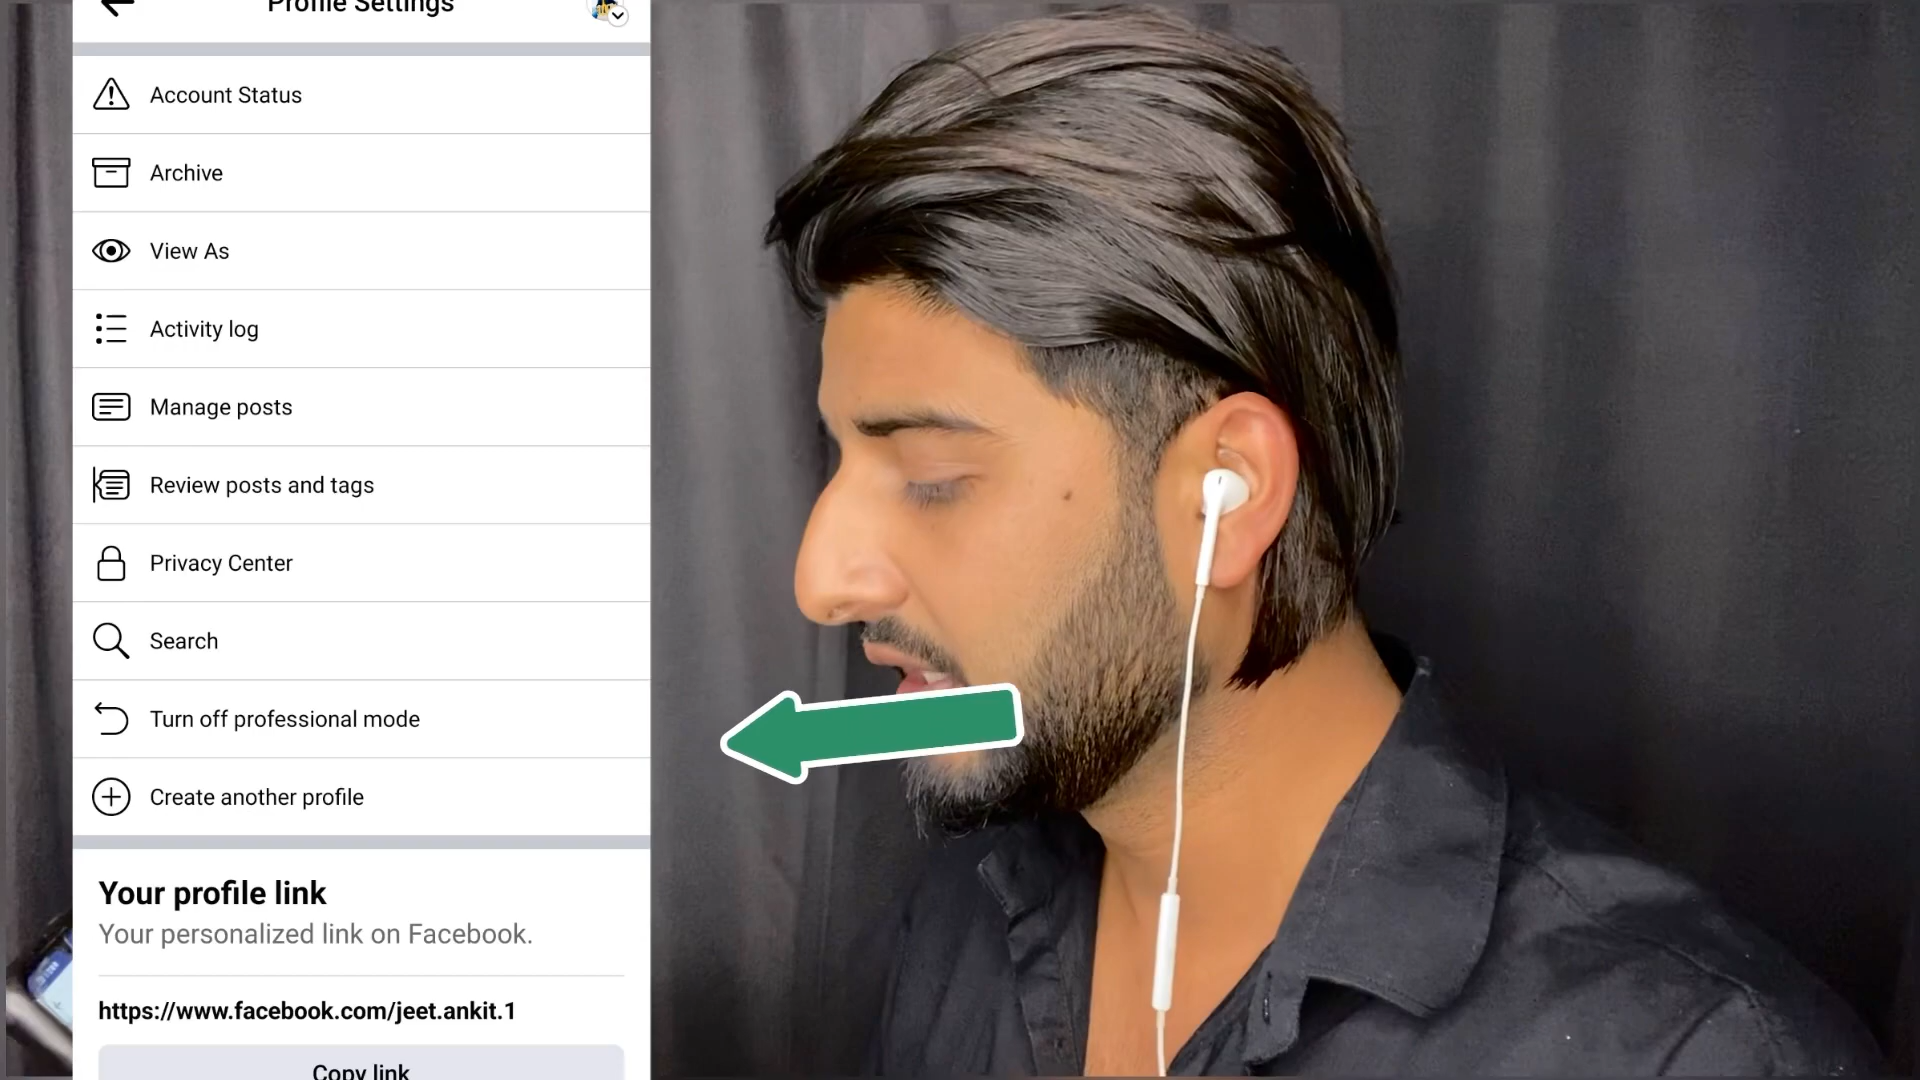 Profile Settings
Account Status
Archive
View As
Activity log
Manage posts
Review posts and tags
Privacy Center
Search
Turn off professional mode
Create another profile
Your profile link
Your personalized link on Facebook.
https://www.facebook.com/jeet.ankit.1
Copy link